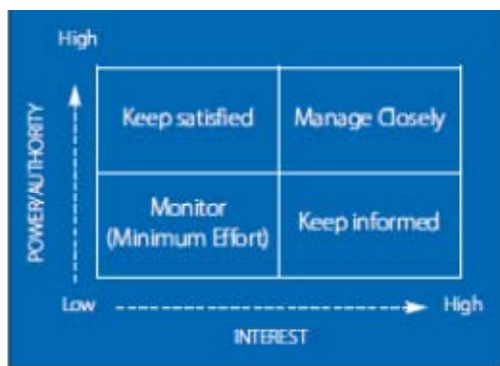 High
Keep satisfied
Manage Closely
POWER/AUTHORITY
Monitor
(Minimum Effort)
Keep informed
Low
High
INTEREST